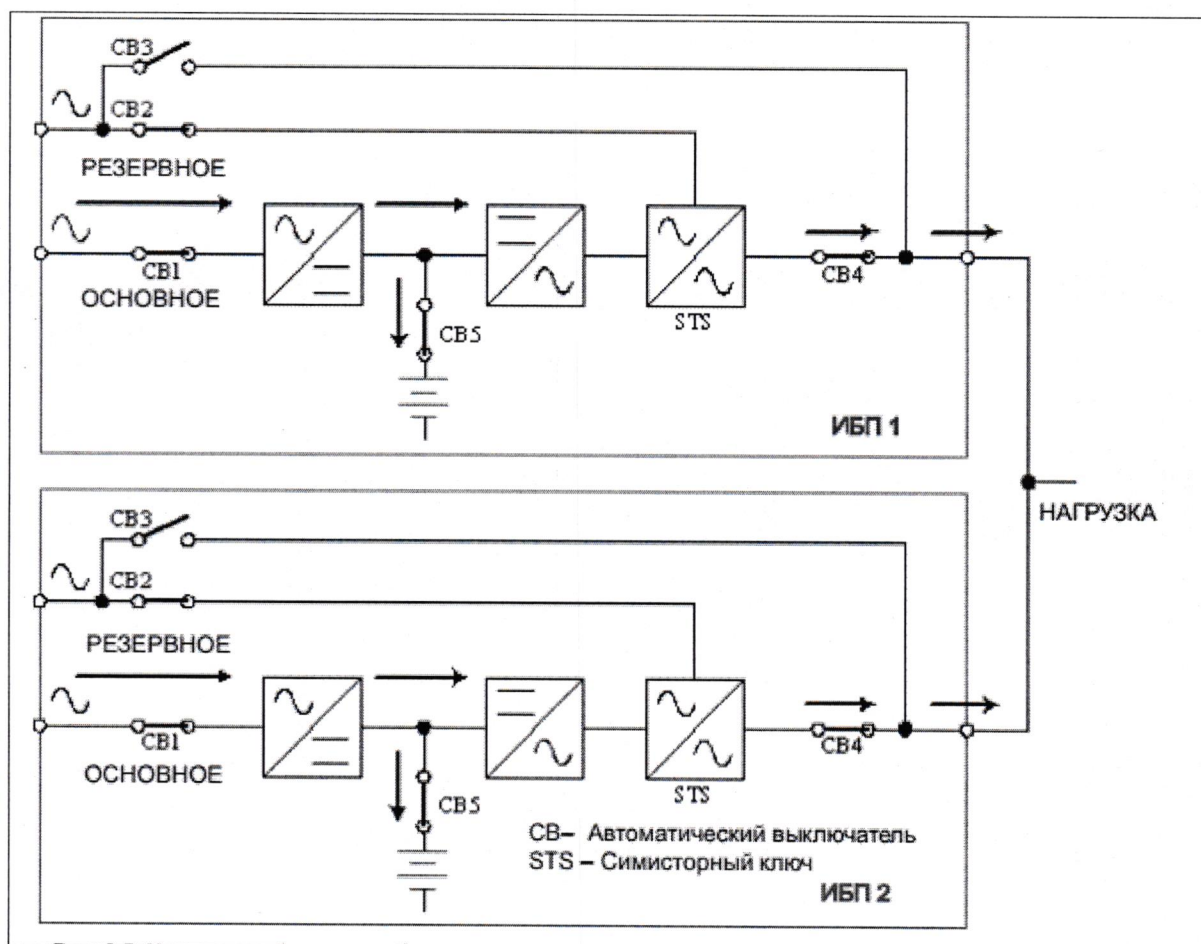 CB3
CB2
РЕЗЕРВНОЕ
CB1
ОСНОВНОЕ
CB5
STS
CB4
ИБП 1
НАГРУЗКА
CB3
CB2
РЕЗЕРВНОЕ
CB1
ОСНОВНОЕ
CB5
STS
CB4
CB– Автоматический выключатель
STS – Симисторный ключ
ИБП 2